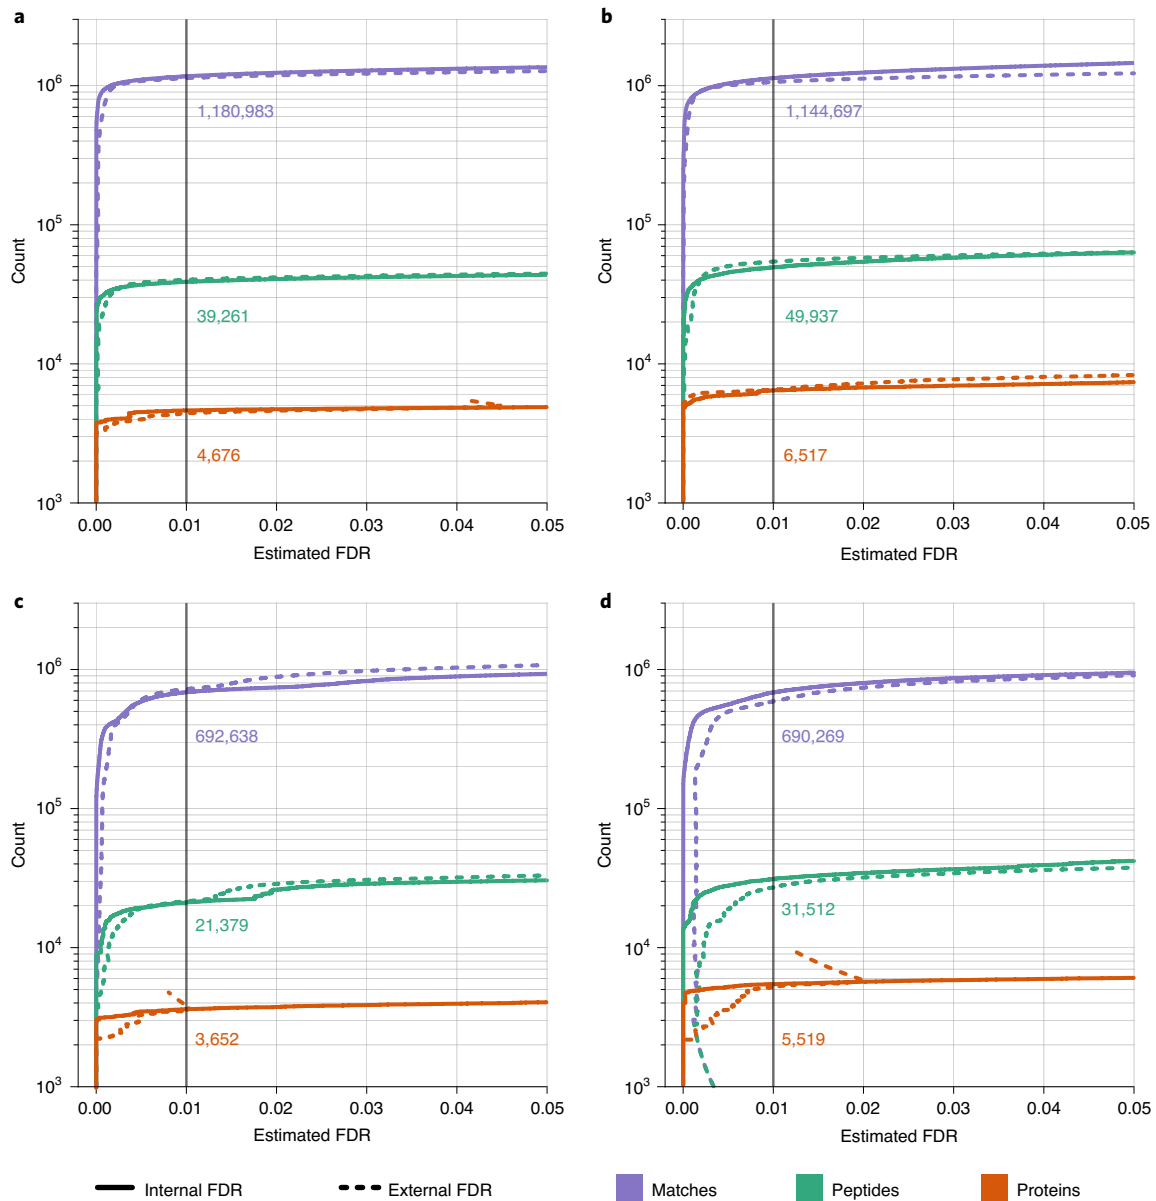 a
10^6
10^5
10^4
10^3
Count
1,180,983
39,261
4,676
0.00 0.01 0.02 0.03 0.04 0.05
Estimated FDR
b
10^6
10^5
10^4
10^3
Count
1,144,697
49,937
6,517
0.00 0.01 0.02 0.03 0.04 0.05
Estimated FDR
c
10^6
10^5
10^4
10^3
Count
692,638
21,379
3,652
0.00 0.01 0.02 0.03 0.04 0.05
Estimated FDR
d
10^6
10^5
10^4
10^3
Count
690,269
31,512
5,519
0.00 0.01 0.02 0.03 0.04 0.05
Estimated FDR
Internal FDR External FDR Matches Peptides Proteins